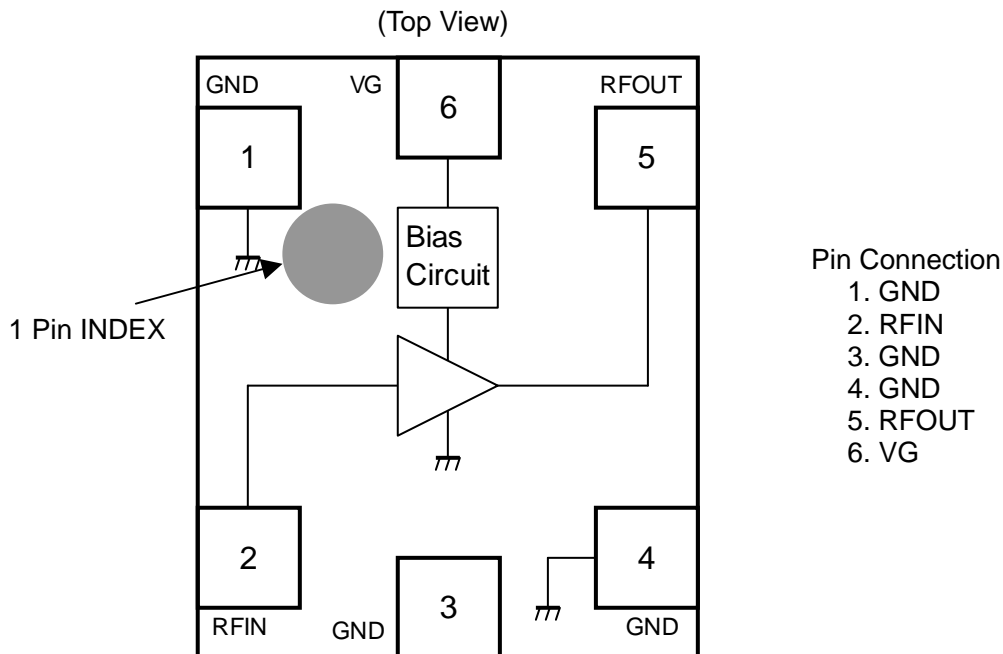 (Top View)
GND
VG
RFOUT
6
1
5
Bias
Circuit
1 Pin INDEX
2
3
4
RFIN
GND
GND
Pin Connection
1. GND
2. RFIN
3. GND
4. GND
5. RFOUT
6. VG